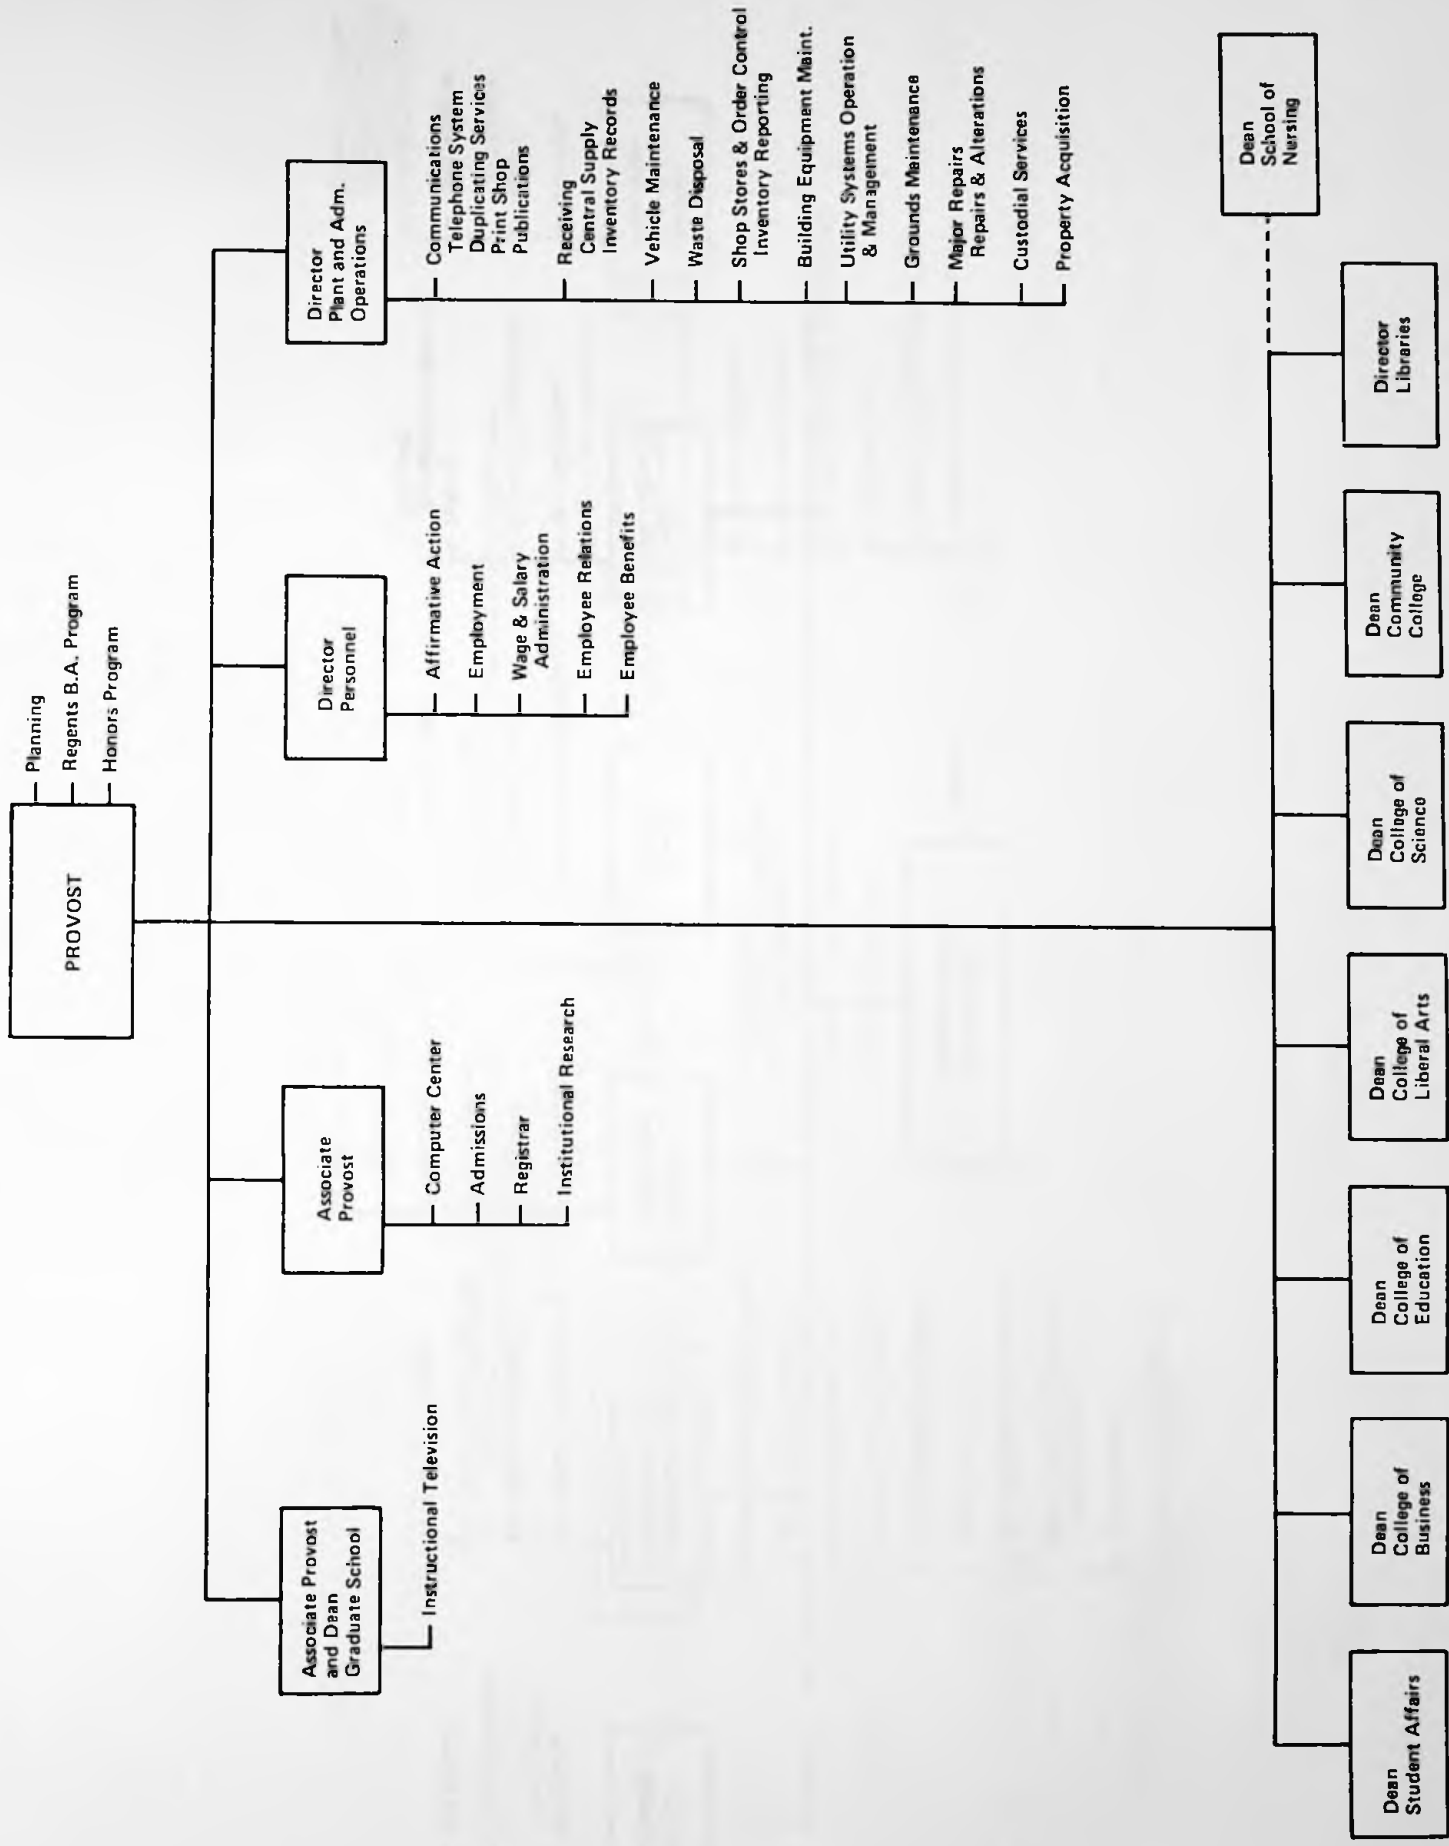 PROVOST
Planning
Regents B.A. Program
Honors Program
Associate Provost
and Dean
Graduate School
Instructional Television
Associate
Provost
Computer Center
Admissions
Registrar
Institutional Research
Director
Personnel
Affirmative Action
Employment
Wage & Salary
Administration
Employee Relations
Employee Benefits
Director
Plant and Adm.
Operations
Communications
Telephone System
Duplicating Services
Print Shop
Publications
Receiving
Central Supply
Inventory Records
Vehicle Maintenance
Waste Disposal
Shop Stores & Order Control
Inventory Reporting
Building Equipment Maint.
Utility Systems Operation
& Management
Grounds Maintenance
Major Repairs
Repairs & Alterations
Custodial Services
Property Acquisition
Dean
Student Affairs
Dean
College of
Business
Dean
College of
Education
Dean
College of
Liberal Arts
Dean
College of
Science
Dean
Community
College
Director
Libraries
Dean
School of
Nursing